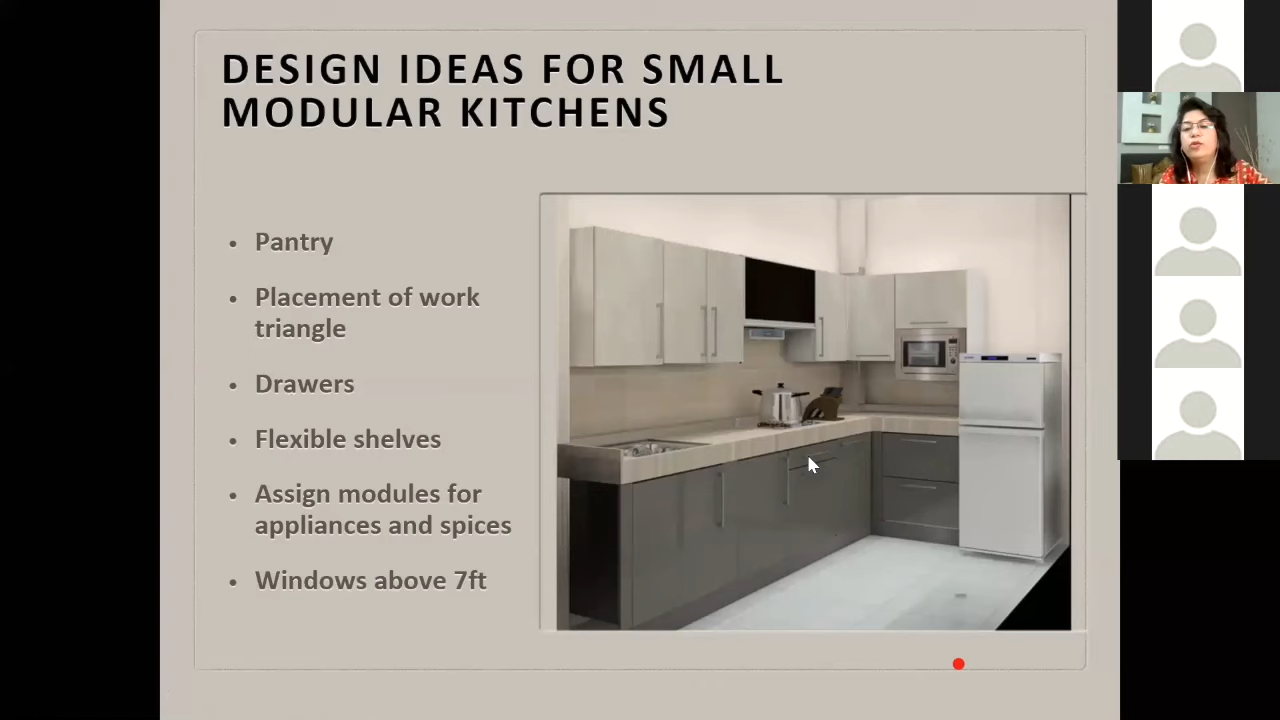 DESIGN IDEAS FOR SMALL
MODULAR KITCHENS
• Pantry
• Placement of work
triangle
• Drawers
• Flexible shelves
• Assign modules for
appliances and spices
• Windows above 7ft